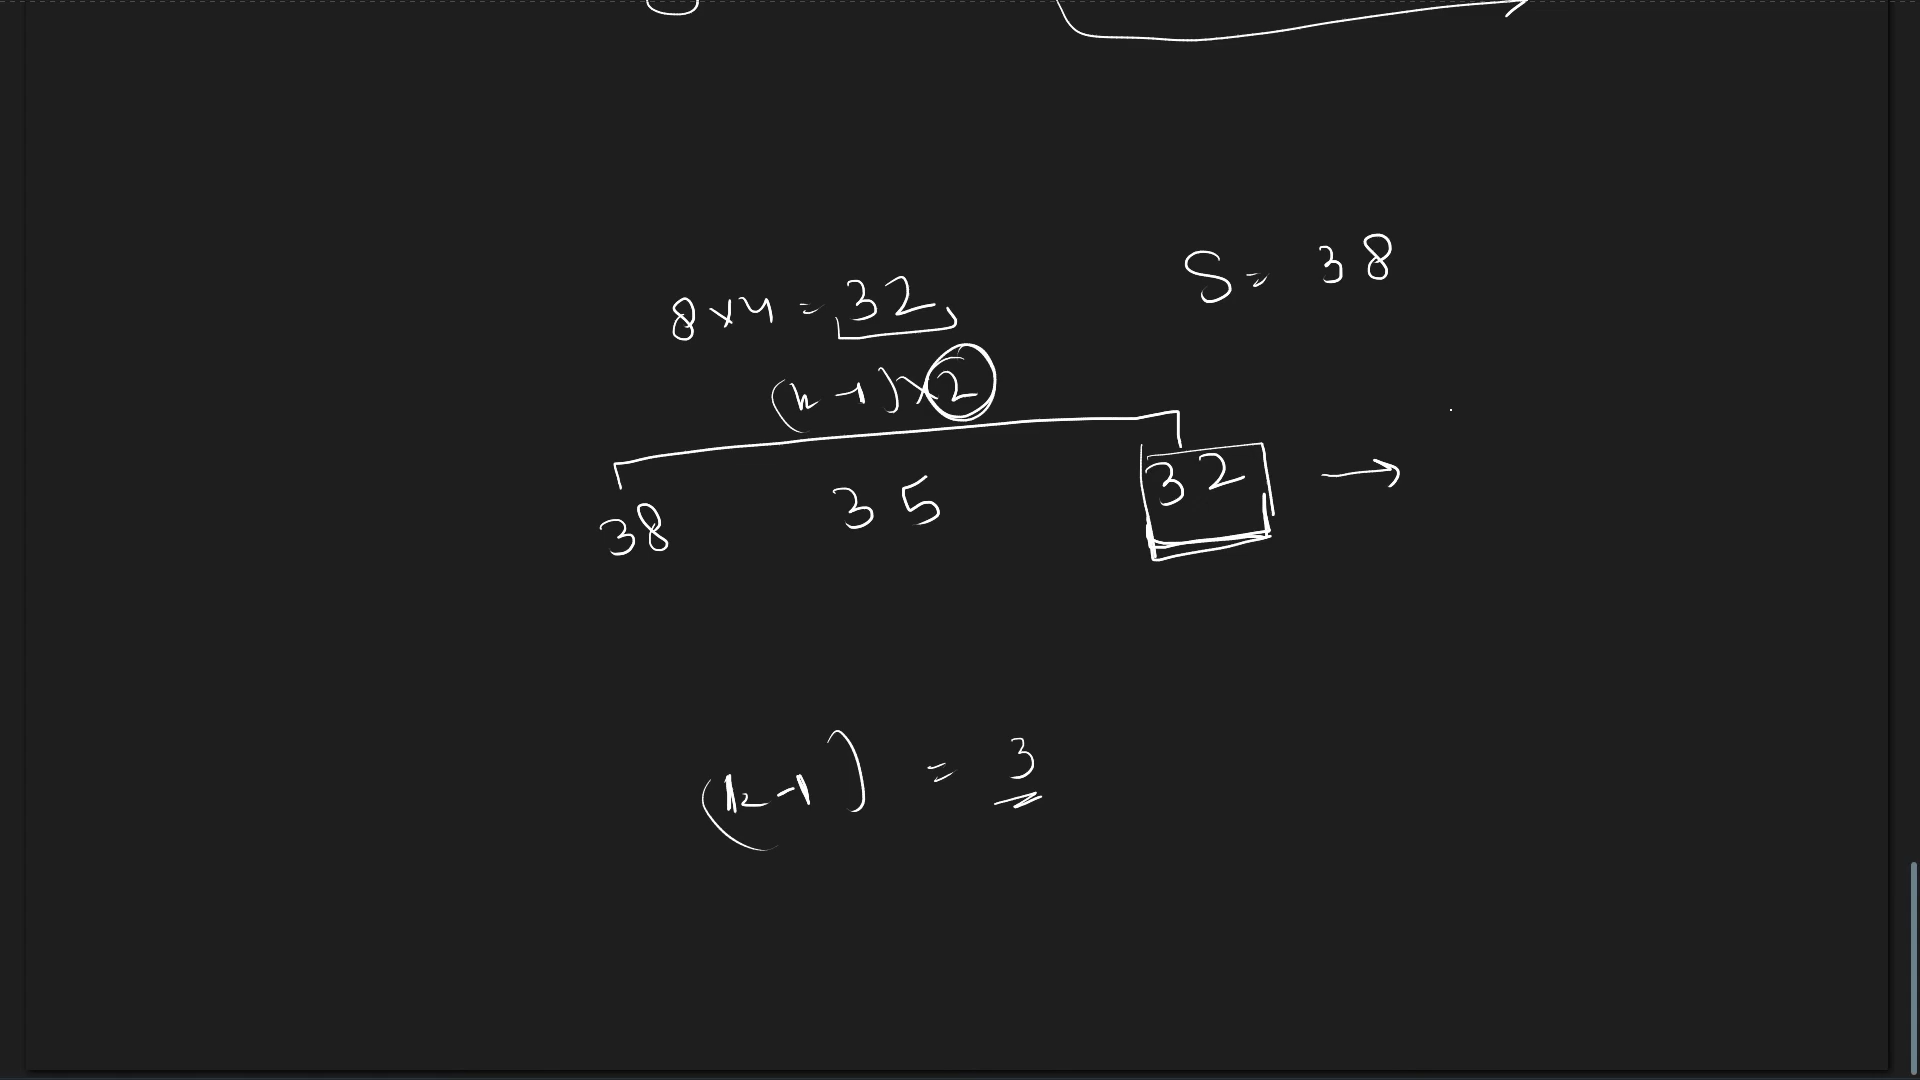 S = 38
8 x 4 = 32
(k-1) x 2
38 35 32 →
(k-1) = 3